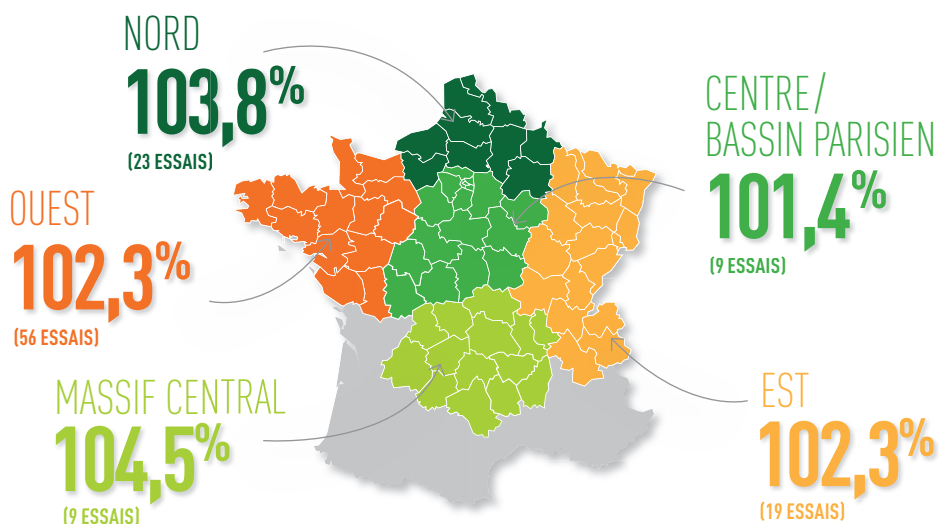 NORD
103,8%
(23 ESSAIS)
CENTRE/
BASSIN PARISIEN
101,4%
(9 ESSAIS)
OUEST
102,3%
(56 ESSAIS)
MASSIF CENTRAL
104,5%
(9 ESSAIS)
EST
102,3%
(19 ESSAIS)